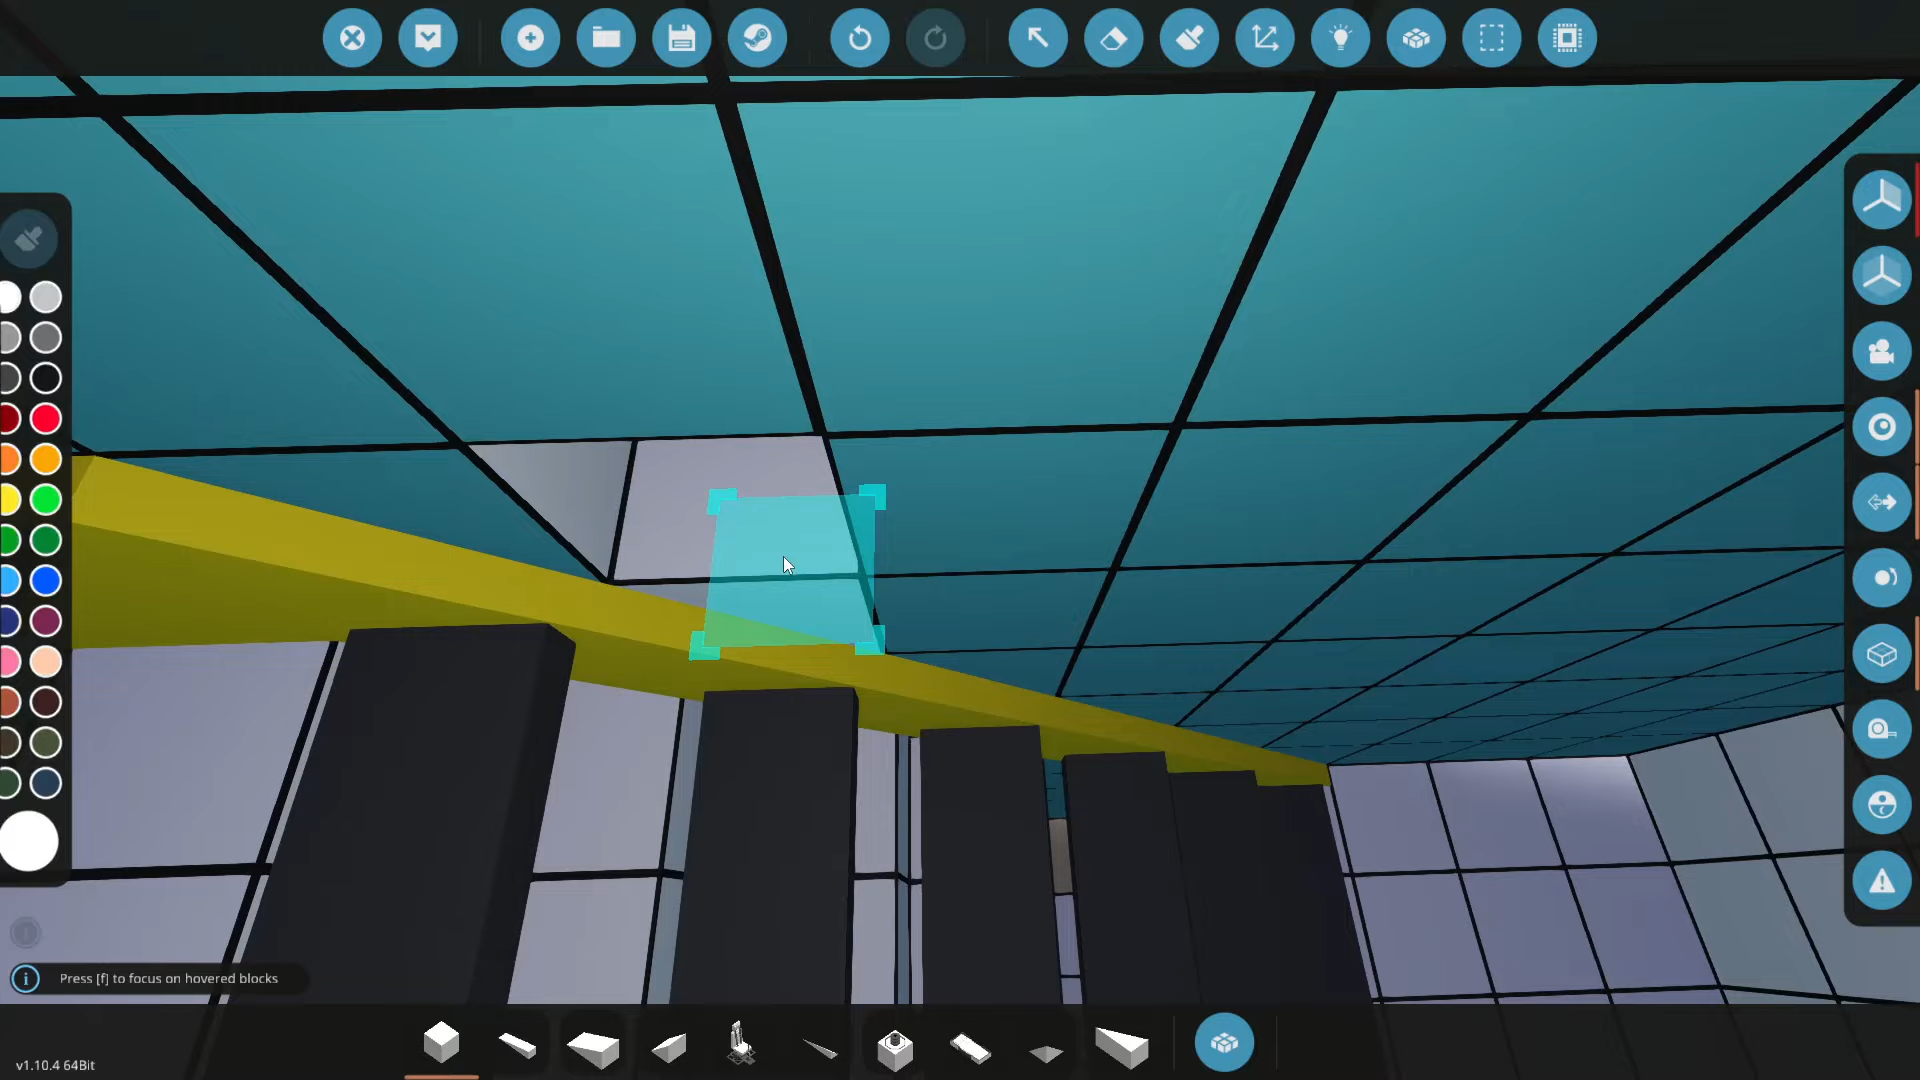 Press [f] to focus on hovered blocks
v1.10.4 64Bit